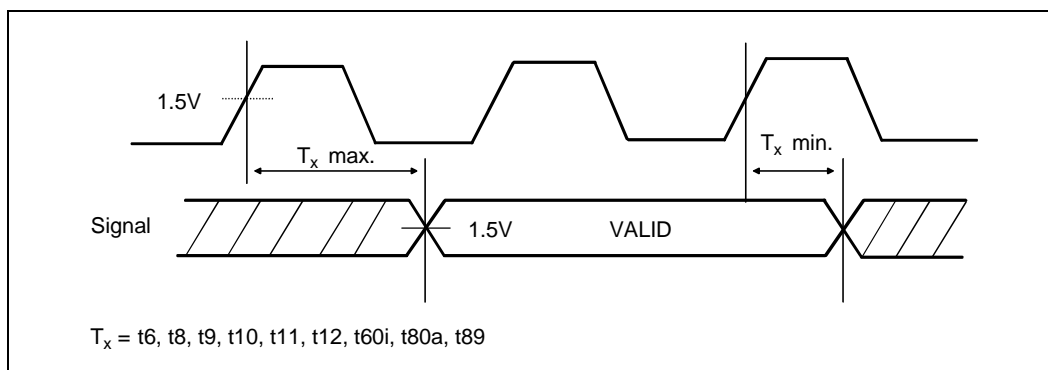 1.5V
Tx max.
Tx min.
Signal
1.5V
VALID
Tx = t6, t8, t9, t10, t11, t12, t60i, t80a, t89